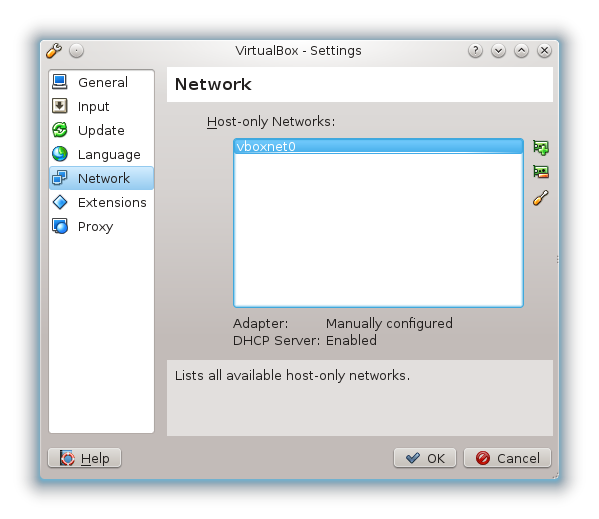 VirtualBox - Settings
General
Input
Update
Language
Network
Extensions
Proxy
Network
Host-only Networks:
vboxnet0
Adapter: Manually configured
DHCP Server: Enabled
Lists all available host-only networks.
Help
OK
Cancel